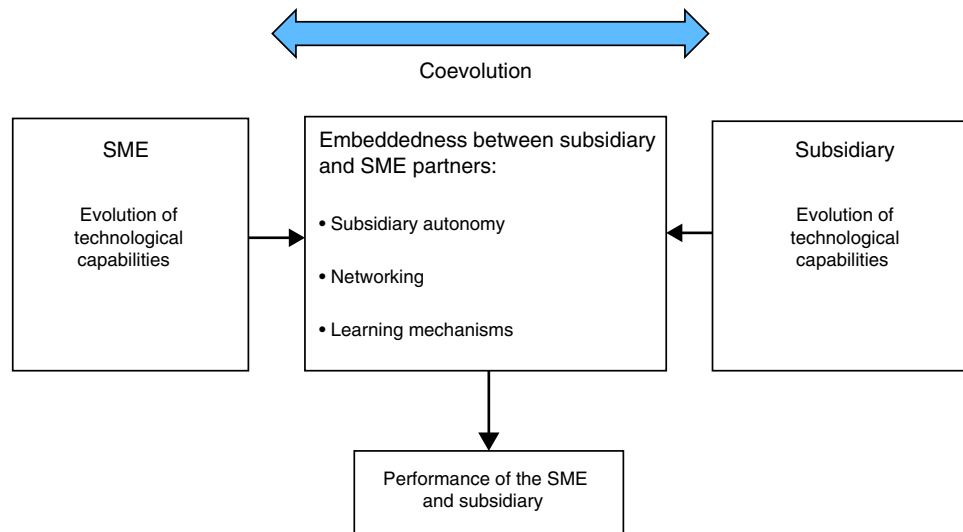 Coevolution
SME
Evolution of
technological
capabilities
Embeddedness between subsidiary
and SME partners:
• Subsidiary autonomy
• Networking
• Learning mechanisms
Subsidiary
Evolution of
technological
capabilities
Performance of the SME
and subsidiary